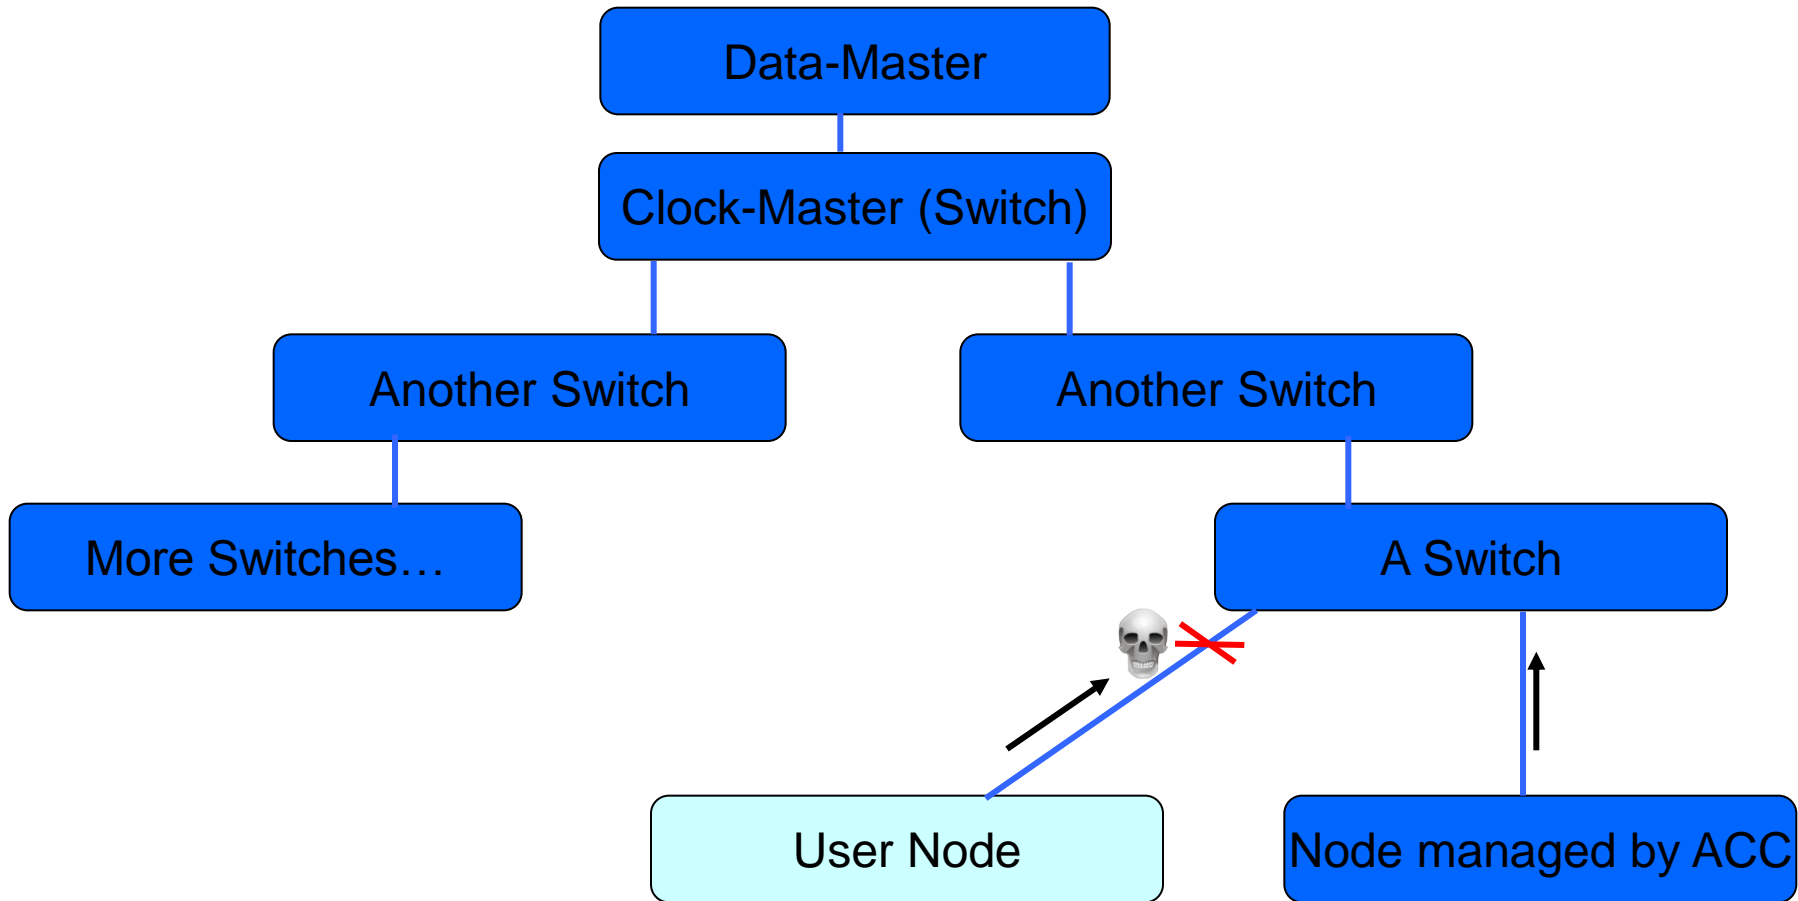 Data-Master
Clock-Master (Switch)
Another Switch
Another Switch
More Switches…
A Switch
User Node
Node managed by ACC